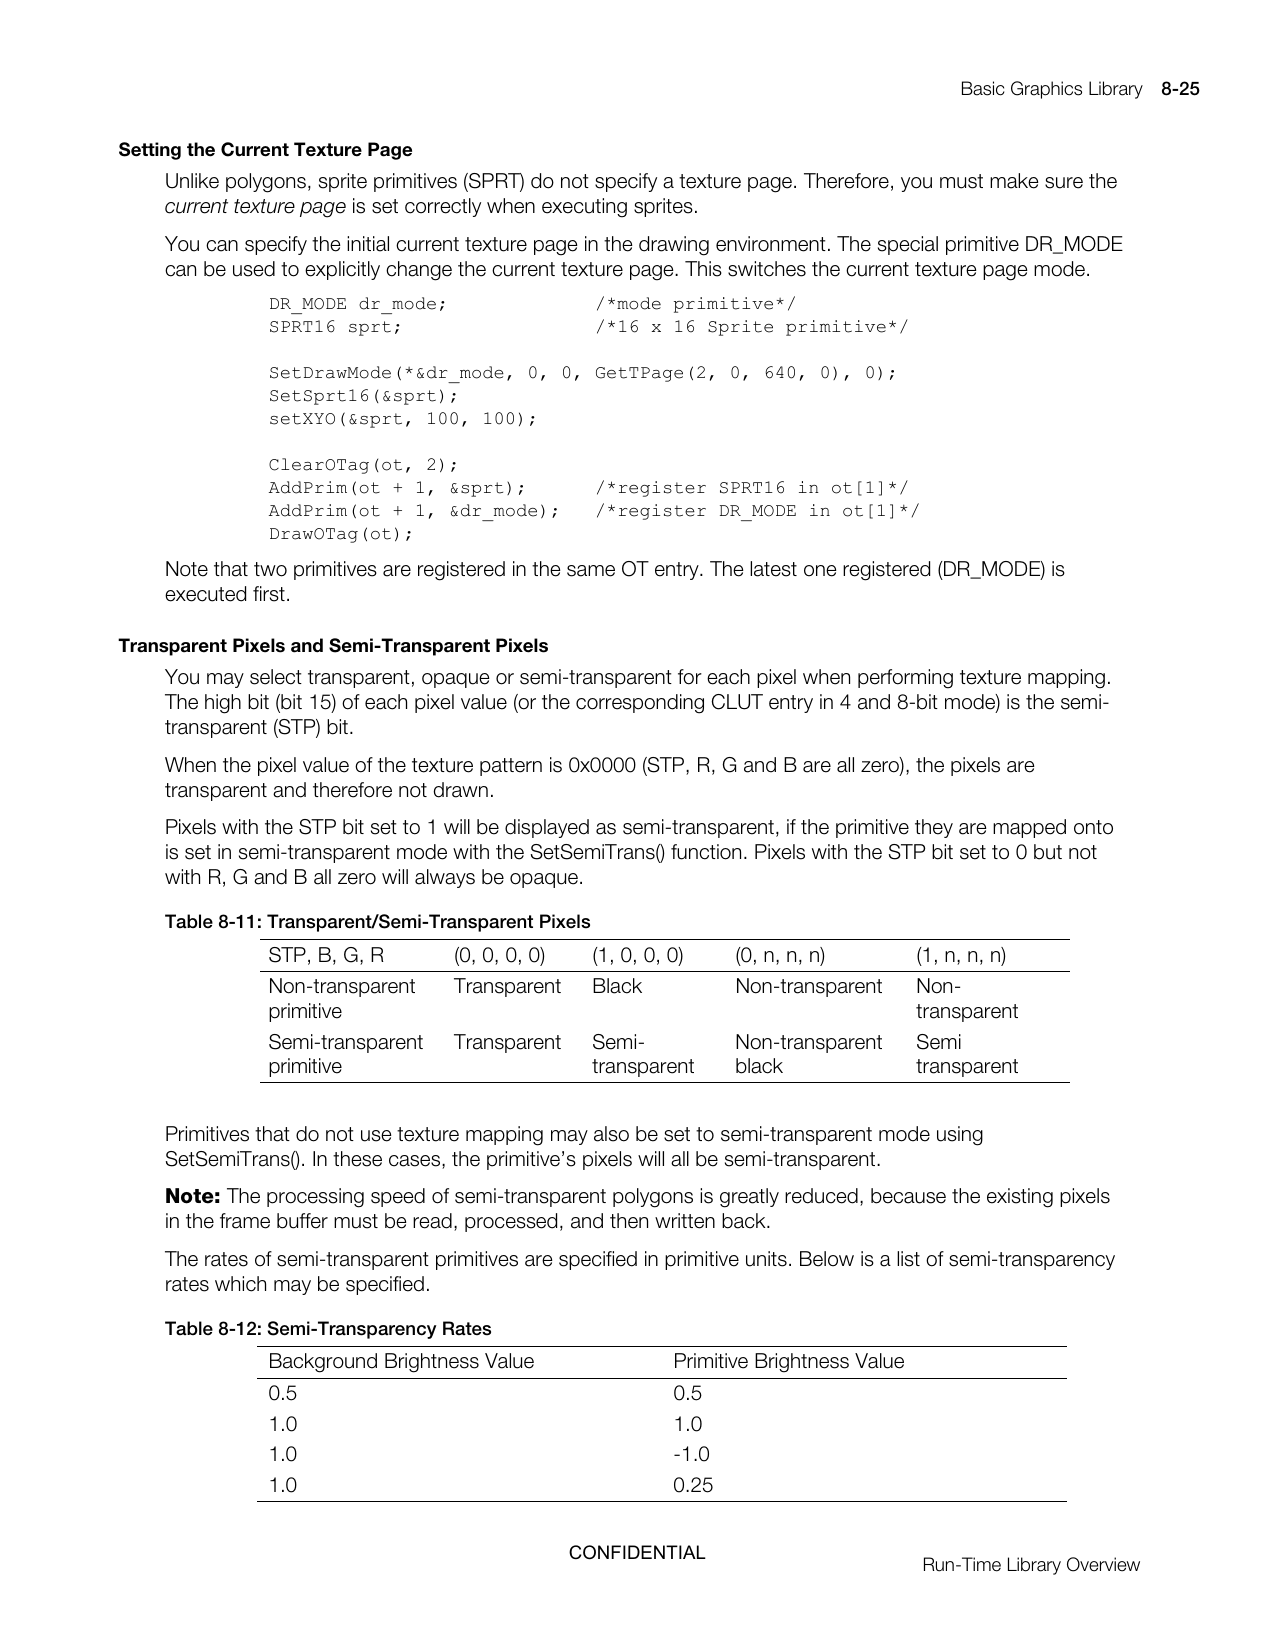 Basic Graphics Library 8-25
Setting the Current Texture Page
Unlike polygons, sprite primitives (SPRT) do not specify a texture page. Therefore, you must make sure the
current texture page is set correctly when executing sprites.
You can specify the initial current texture page in the drawing environment. The special primitive DR_MODE
can be used to explicitly change the current texture page. This switches the current texture page mode.
DR_MODE dr_mode; /*mode primitive*/
SPRT16 sprt; /*16 x 16 Sprite primitive*/
SetDrawMode(*&dr_mode, 0, 0, GetTPage(2, 0, 640, 0), 0);
SetSprt16(&sprt);
setXYO(&sprt, 100, 100);
ClearOTag(ot, 2);
AddPrim(ot + 1, &sprt); /*register SPRT16 in ot[1]*/
AddPrim(ot + 1, &dr_mode); /*register DR_MODE in ot[1]*/
DrawOTag(ot);
Note that two primitives are registered in the same OT entry. The latest one registered (DR_MODE) is
executed first.
Transparent Pixels and Semi-Transparent Pixels
You may select transparent, opaque or semi-transparent for each pixel when performing texture mapping.
The high bit (bit 15) of each pixel value (or the corresponding CLUT entry in 4 and 8-bit mode) is the semi-
transparent (STP) bit.
When the pixel value of the texture pattern is 0x0000 (STP, R, G and B are all zero), the pixels are
transparent and therefore not drawn.
Pixels with the STP bit set to 1 will be displayed as semi-transparent, if the primitive they are mapped onto
is set in semi-transparent mode with the SetSemiTrans() function. Pixels with the STP bit set to 0 but not
with R, G and B all zero will always be opaque.
Table 8-11: Transparent/Semi-Transparent Pixels
STP, B, G, R (0, 0, 0, 0) (1, 0, 0, 0) (0, n, n, n) (1, n, n, n)
Non-transparent Transparent Black Non-transparent Non-
primitive transparent
Semi-transparent Transparent Semi- Non-transparent Semi
primitive transparent black transparent
Primitives that do not use texture mapping may also be set to semi-transparent mode using
SetSemiTrans(). In these cases, the primitive's pixels will all be semi-transparent.
Note: The processing speed of semi-transparent polygons is greatly reduced, because the existing pixels
in the frame buffer must be read, processed, and then written back.
The rates of semi-transparent primitives are specified in primitive units. Below is a list of semi-transparency
rates which may be specified.
Table 8-12: Semi-Transparency Rates
Background Brightness Value Primitive Brightness Value
0.5 0.5
1.0 1.0
1.0 -1.0
1.0 0.25
CONFIDENTIAL
Run-Time Library Overview